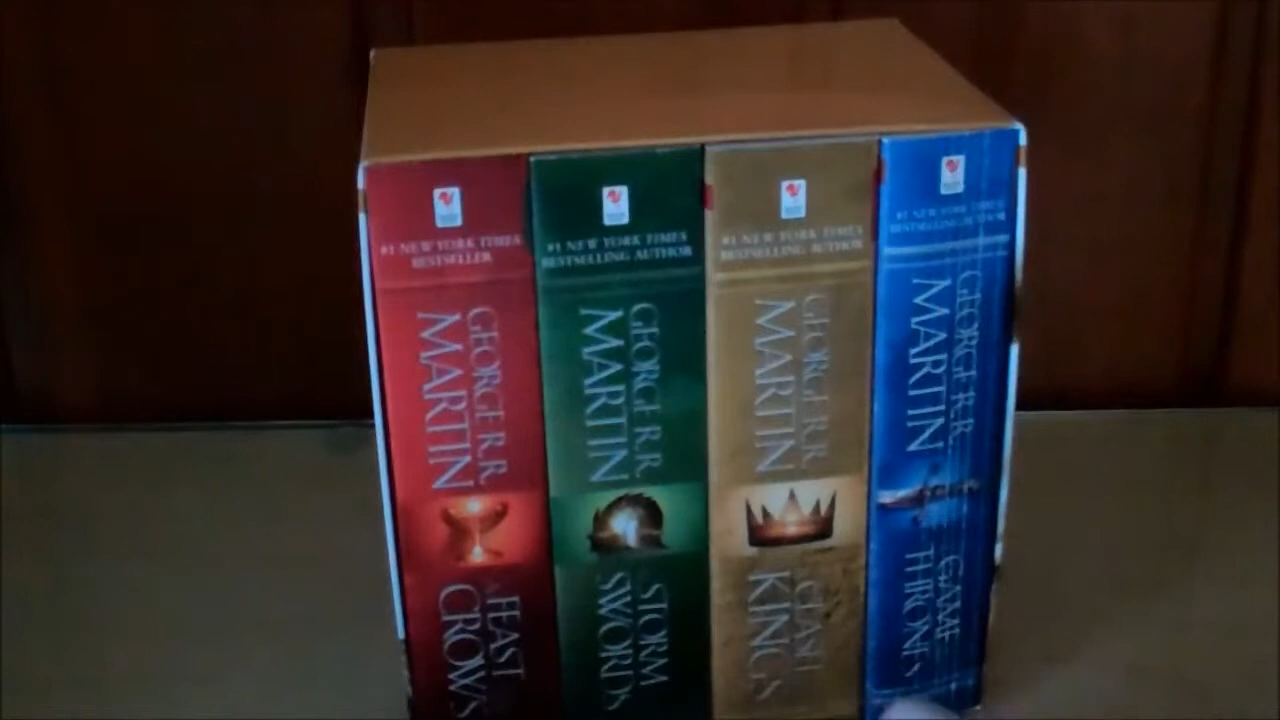 #1 NEW YORK TIMES
BESTSELLER
GEORGE R.R.
MARTIN
A FEAST
CROWS
#1 NEW YORK TIMES
BESTSELLING AUTHOR
GEORGE R.R.
MARTIN
STORM
SWORDS
#1 NEW YORK TIMES
BESTSELLING AUTHOR
GEORGE R.R.
MARTIN
A CLASH
KINGS
#1 NEW YORK TIMES
BESTSELLING AUTHOR
GEORGE R.R.
MARTIN
GAME
THRONES